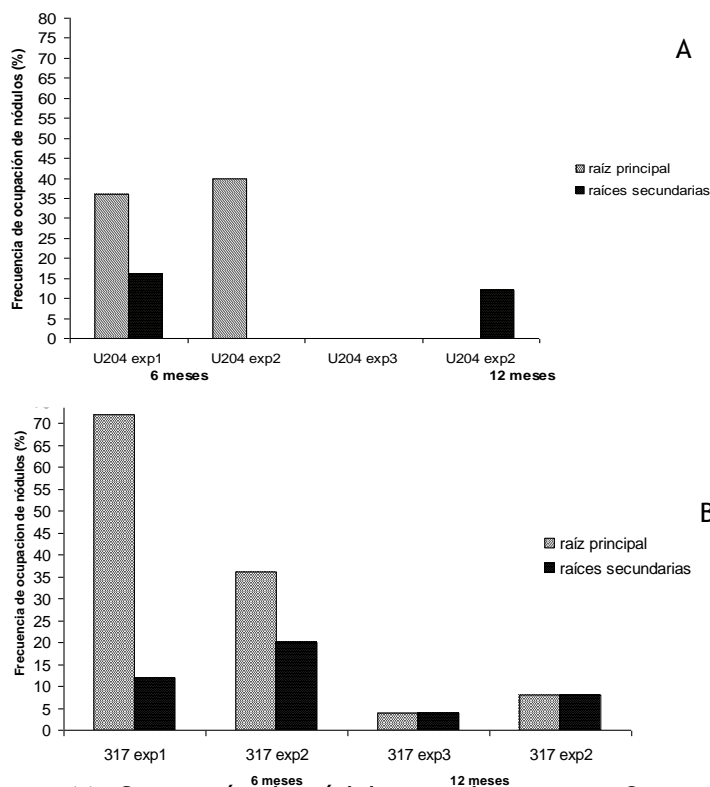 A
Frecuencia de ocupación de nódulos (%)
80
75
70
65
60
55
50
45
40
35
30
25
20
15
10
5
0
raíz principal
raíces secundarias
U204 exp1 U204 exp2 U204 exp3 U204 exp2
6 meses 12 meses
B
Frecuencia de ocupacion de nódulos (%)
70
65
60
55
50
45
40
35
30
25
20
15
10
5
0
raíz principal
raíces secundarias
317 exp1 317 exp2 317 exp3 317 exp2
6 meses 12 meses